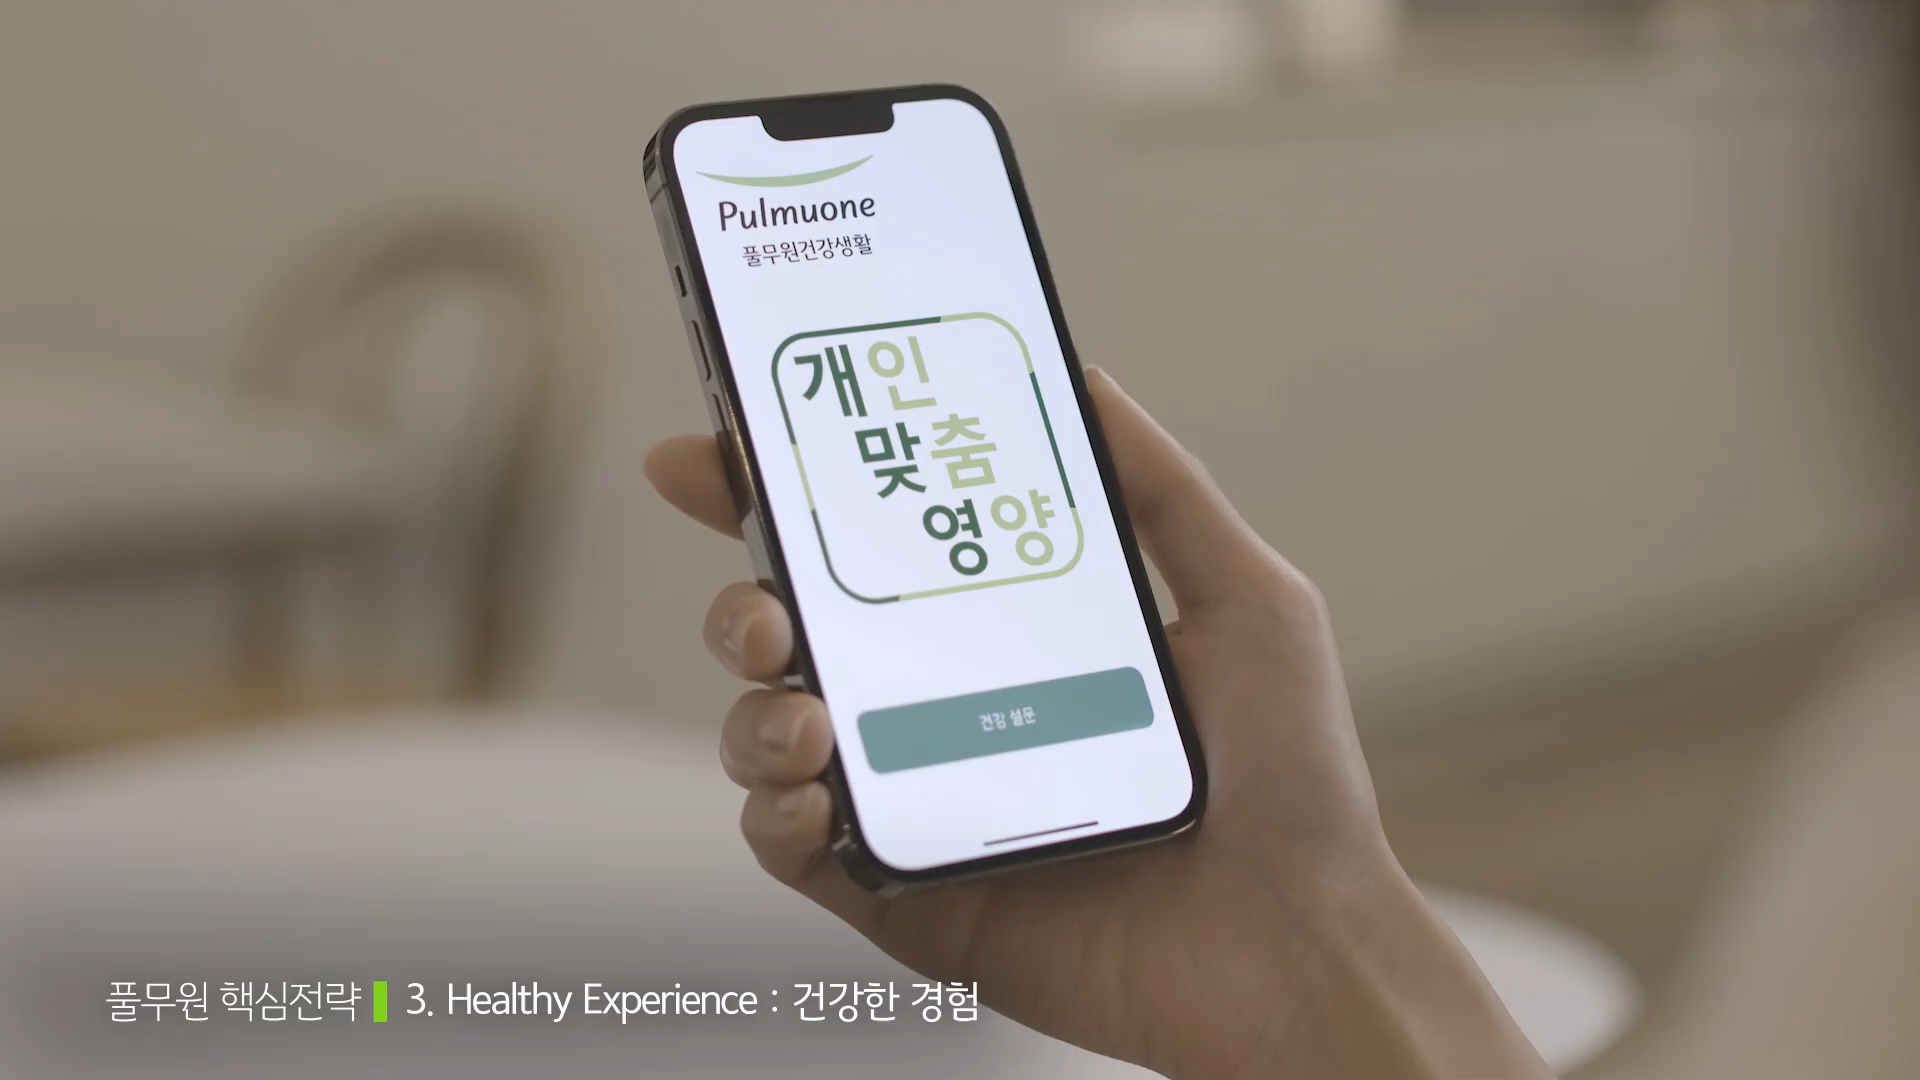 Pulmuone
풀무원건강생활
개인
맞춤
영양
건강 설문
풀무원 핵심전략 3. Healthy Experience : 건강한 경험